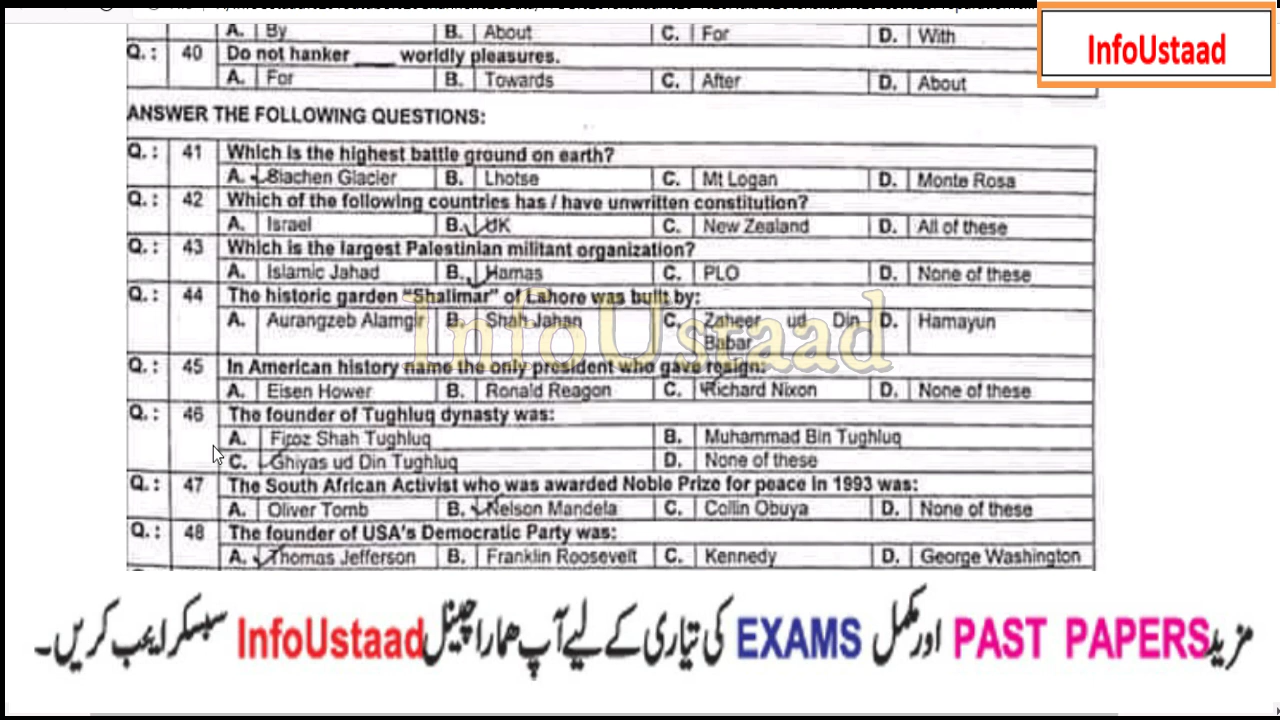 InfoUstaad
A. By B. About C. For D. With
Q.: 40 Do not hanker ____ worldly pleasures.
A. For B. Towards C. After D. About
ANSWER THE FOLLOWING QUESTIONS:
Q.: 41 Which is the highest battle ground on earth?
A. Siachen Glacier B. Lhotse C. Mt Logan D. Monte Rosa
Q.: 42 Which of the following countries has / have unwritten constitution?
A. Israel B. UK C. New Zealand D. All of these
Q.: 43 Which is the largest Palestinian militant organization?
A. Islamic Jahad B. Hamas C. PLO D. None of these
Q.: 44 The historic garden "Shalimar" of Lahore was built by:
A. Aurangzeb Alamgir B. Shah Jahan C. Zaheer ud Din Babar D. Hamayun
InfoUstaad
Q.: 45 In American history name the only president who gave resign:
A. Eisen Hower B. Ronald Reagon C. Richard Nixon D. None of these
Q.: 46 The founder of Tughluq dynasty was:
A. Firoz Shah Tughluq B. Muhammad Bin Tughluq
C. Ghiyas ud Din Tughluq D. None of these
Q.: 47 The South African Activist who was awarded Noble Prize for peace in 1993 was:
A. Oliver Tomb B. Nelson Mandela C. Collin Obuya D. None of these
Q.: 48 The founder of USA's Democratic Party was:
A. Thomas Jefferson B. Franklin Roosevelt C. Kennedy D. George Washington
مزید PAST PAPERS اور مکمل EXAMS کی تیاری کے لیے آپ ہمارا چینل InfoUstaad سبسکرایب کریں۔